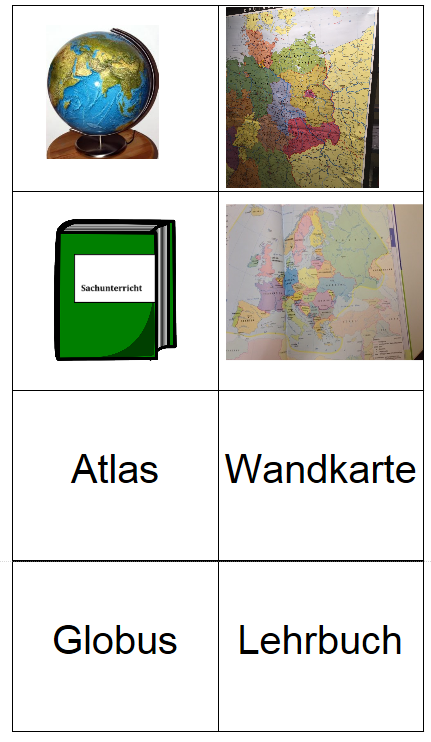 Sachunterricht
Atlas
Wandkarte
Globus
Lehrbuch